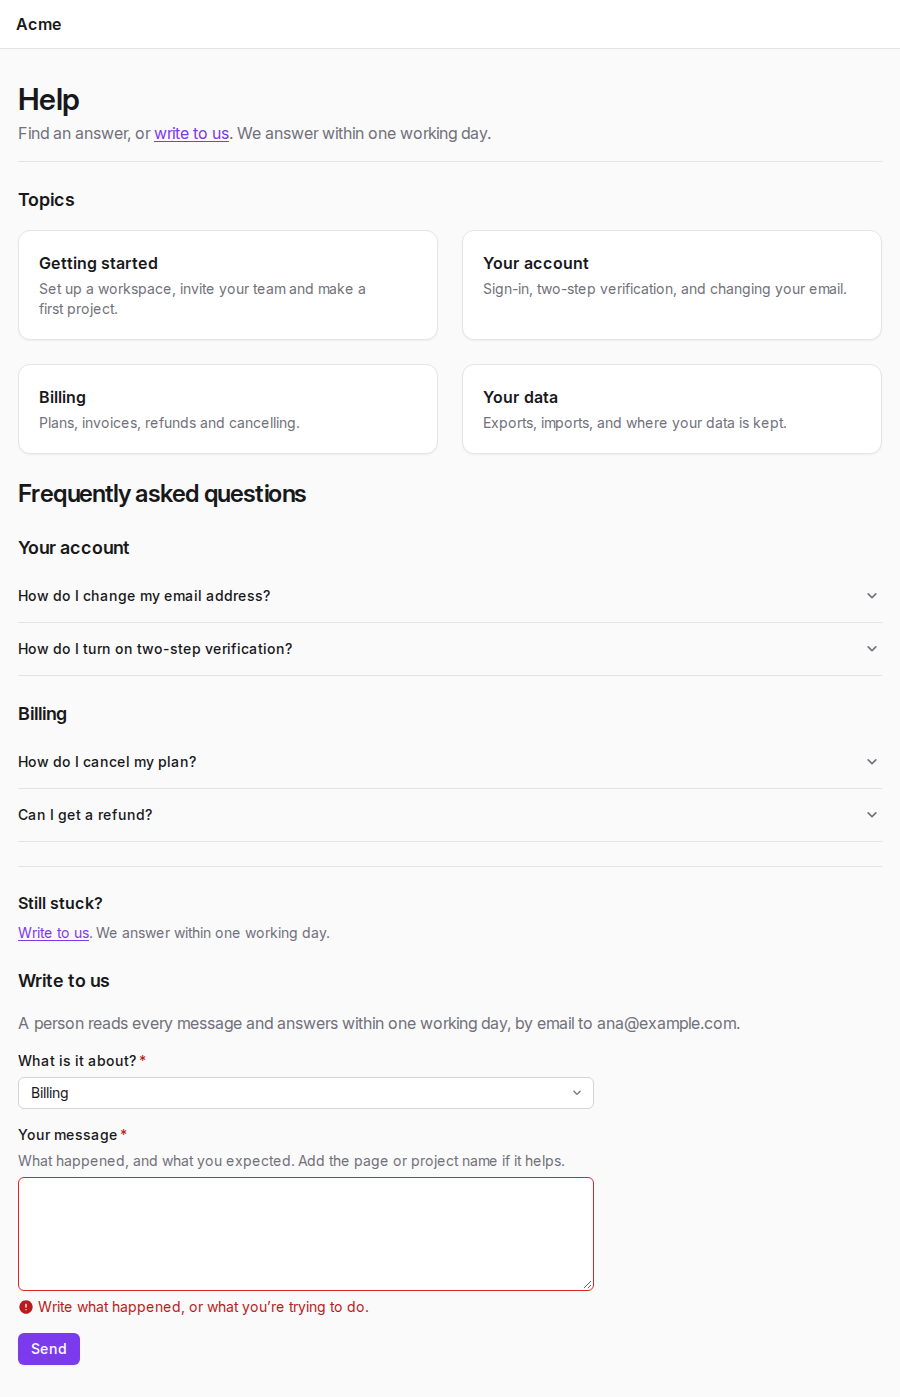 Acme
Help
Find an answer, or write to us. We answer within one working day.
Topics
Getting started
Set up a workspace, invite your team and make a
first project.
Your account
Sign-in, two-step verification, and changing your email.
Billing
Plans, invoices, refunds and cancelling.
Your data
Exports, imports, and where your data is kept.
Frequently asked questions
Your account
How do I change my email address?
How do I turn on two-step verification?
Billing
How do I cancel my plan?
Can I get a refund?
Still stuck?
Write to us. We answer within one working day.
Write to us
A person reads every message and answers within one working day, by email to ana@example.com.
What is it about? *
Billing
Your message *
What happened, and what you expected. Add the page or project name if it helps.
Write what happened, or what you’re trying to do.
Send